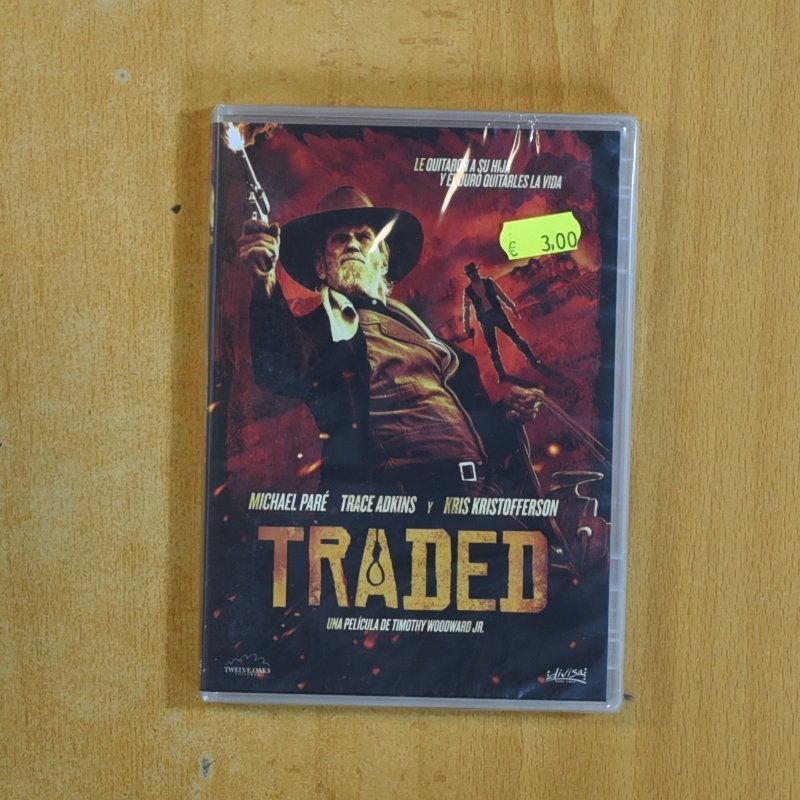 LE QUITARON A SU HIJA
Y ÉL JURÓ QUITARLES LA VIDA
€ 3,00
MICHAEL PARÉ TRACE ADKINS Y KRIS KRISTOFFERSON
TRADED
UNA PELÍCULA DE TIMOTHY WOODWARD JR.
TWELVE OAKS
divisa